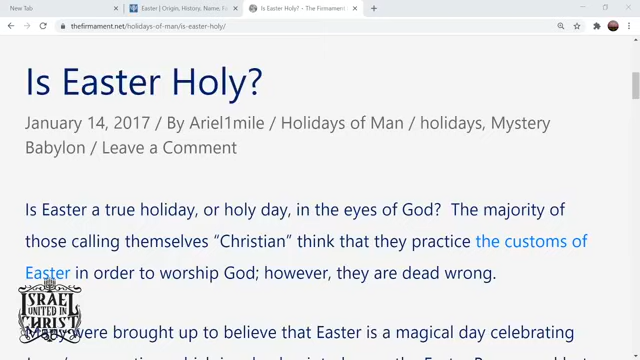 New Tab
Easter | Origin, History, Name, Fa
Is Easter Holy? - The Firmament
thefirmament.net/holidays-of-man/is-easter-holy/
Is Easter Holy?
January 14, 2017 / By Ariel1mile / Holidays of Man / holidays, Mystery
Babylon / Leave a Comment
Is Easter a true holiday, or holy day, in the eyes of God? The majority of
those calling themselves “Christian” think that they practice the customs of
Easter in order to worship God; however, they are dead wrong.
ISRAEL
UNITED IN
CHRIST
Many were brought up to believe that Easter is a magical day celebrating